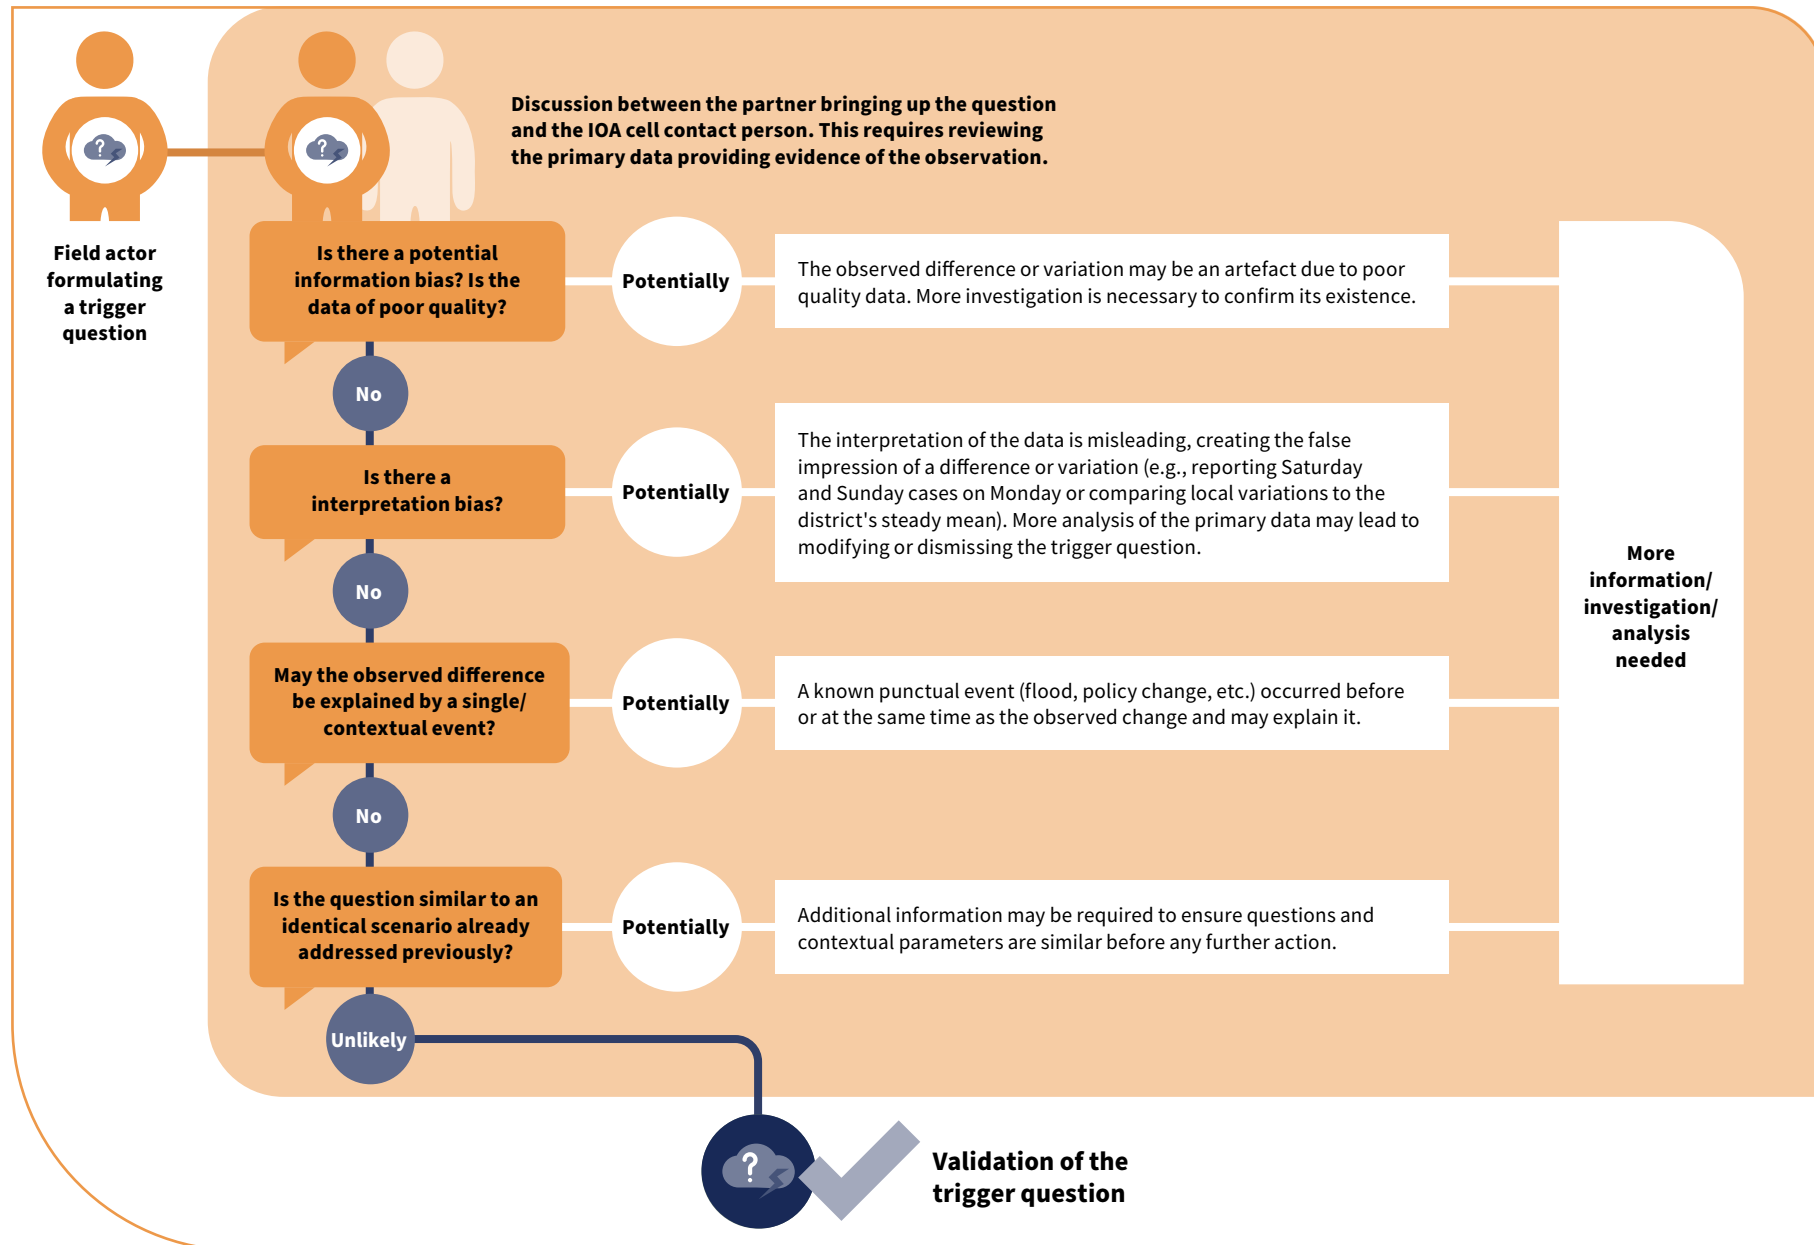 Discussion between the partner bringing up the question
and the IOA cell contact person. This requires reviewing
the primary data providing evidence of the observation.
Field actor
formulating
a trigger
question
Is there a potential
information bias? Is the
data of poor quality?
Potentially
The observed difference or variation may be an artefact due to poor
quality data. More investigation is necessary to confirm its existence.
No
Is there a
interpretation bias?
Potentially
The interpretation of the data is misleading, creating the false
impression of a difference or variation (e.g., reporting Saturday
and Sunday cases on Monday or comparing local variations to the
district's steady mean). More analysis of the primary data may lead to
modifying or dismissing the trigger question.
No
May the observed difference
be explained by a single/
contextual event?
Potentially
A known punctual event (flood, policy change, etc.) occurred before
or at the same time as the observed change and may explain it.
No
Is the question similar to an
identical scenario already
addressed previously?
Potentially
Additional information may be required to ensure questions and
contextual parameters are similar before any further action.
More
information/
investigation/
analysis
needed
Unlikely
?
?
?
Validation of the
trigger question